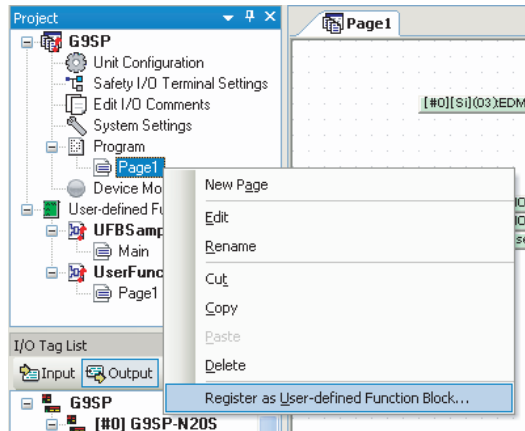 Project
G9SP
Unit Configuration
Safety I/O Terminal Settings
Edit I/O Comments
System Settings
Program
Page1
Device Mo
User-defined Fu
UFBSamp
Main
UserFunc
Page1
I/O Tag List
Input Output
G9SP
[#0] G9SP-N20S
Page1
[#0][Si](03):EDM
New Page
Edit
Rename
Cut
Copy
Paste
Delete
Register as User-defined Function Block...